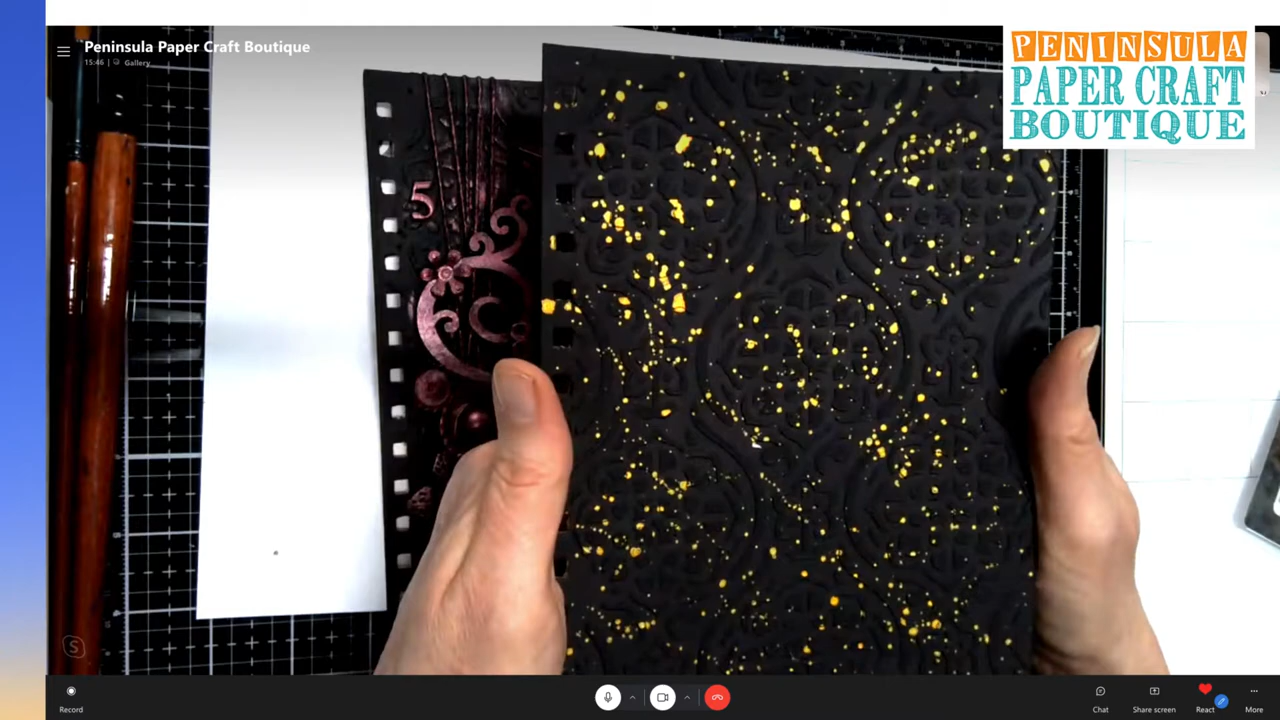 Peninsula Paper Craft Boutique
15:46 | Gallery
PENINSULA
PAPER CRAFT
BOUTIQUE
5
Record
Chat
Share screen
React
More